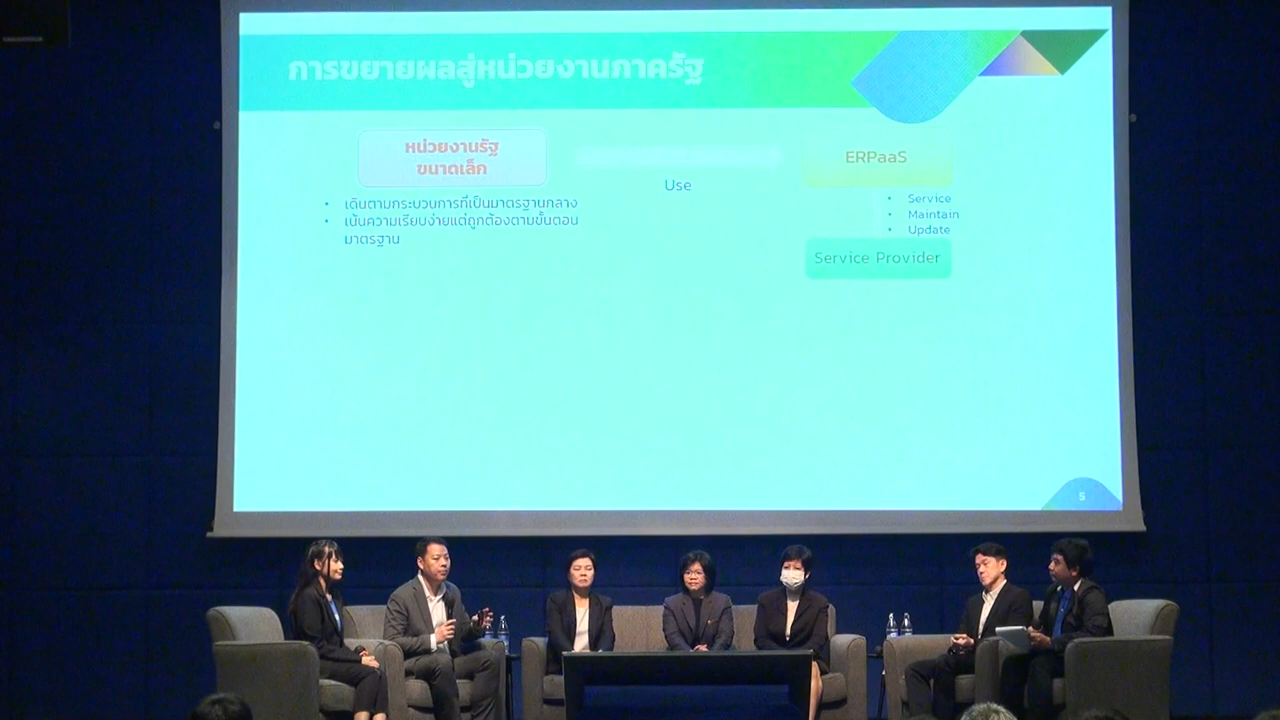 การขยายผลสู่หน่วยงานภาครัฐ
หน่วยงานรัฐ
ขนาดเล็ก
• เดินตามกระบวนการที่เป็นมาตรฐานกลาง
• เน้นความเรียบง่ายแต่ถูกต้องตามขั้นตอน
มาตรฐาน
Use
ERPaaS
• Service
• Maintain
• Update
Service Provider
5